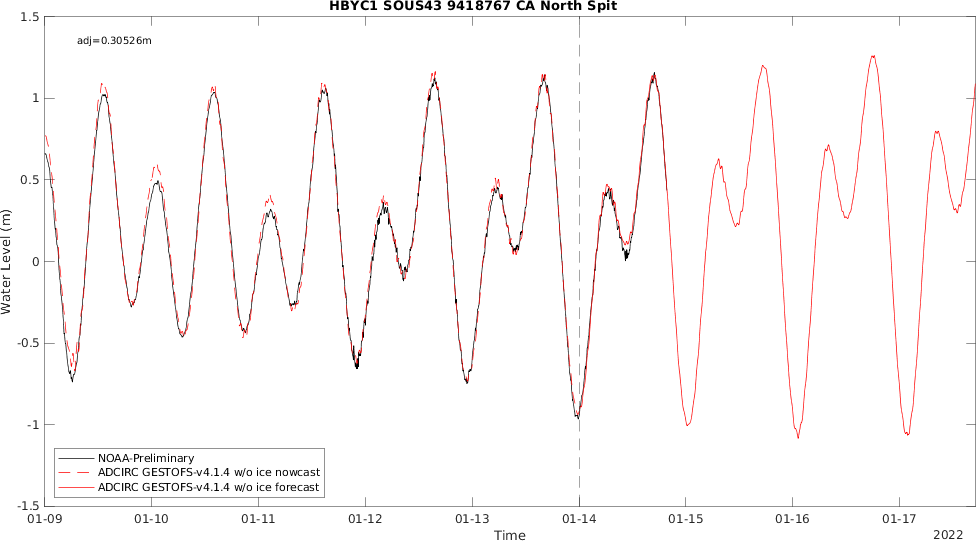 HBYC1 SOUS43 9418767 CA North Spit
adj=0.30526m
1.5
1
0.5
0
-0.5
-1
-1.5
Water Level (m)
NOAA-Preliminary
ADCIRC GESTOFS-v4.1.4 w/o ice nowcast
ADCIRC GESTOFS-v4.1.4 w/o ice forecast
01-09 01-10 01-11 01-12 01-13 01-14 01-15 01-16 01-17
Time
2022